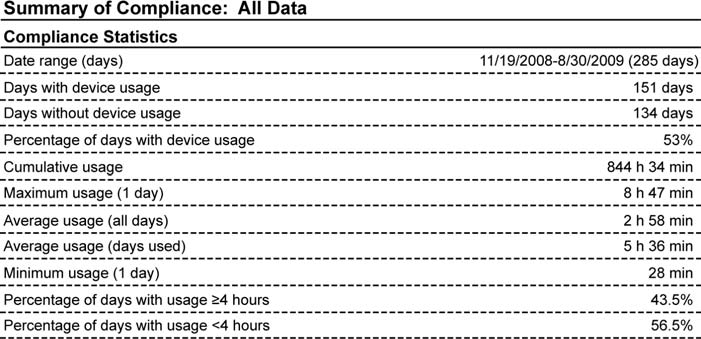 Summary of Compliance: All Data
Compliance Statistics
Date range (days) 11/19/2008-8/30/2009 (285 days)
Days with device usage 151 days
Days without device usage 134 days
Percentage of days with device usage 53%
Cumulative usage 844 h 34 min
Maximum usage (1 day) 8 h 47 min
Average usage (all days) 2 h 58 min
Average usage (days used) 5 h 36 min
Minimum usage (1 day) 28 min
Percentage of days with usage ≥4 hours 43.5%
Percentage of days with usage <4 hours 56.5%